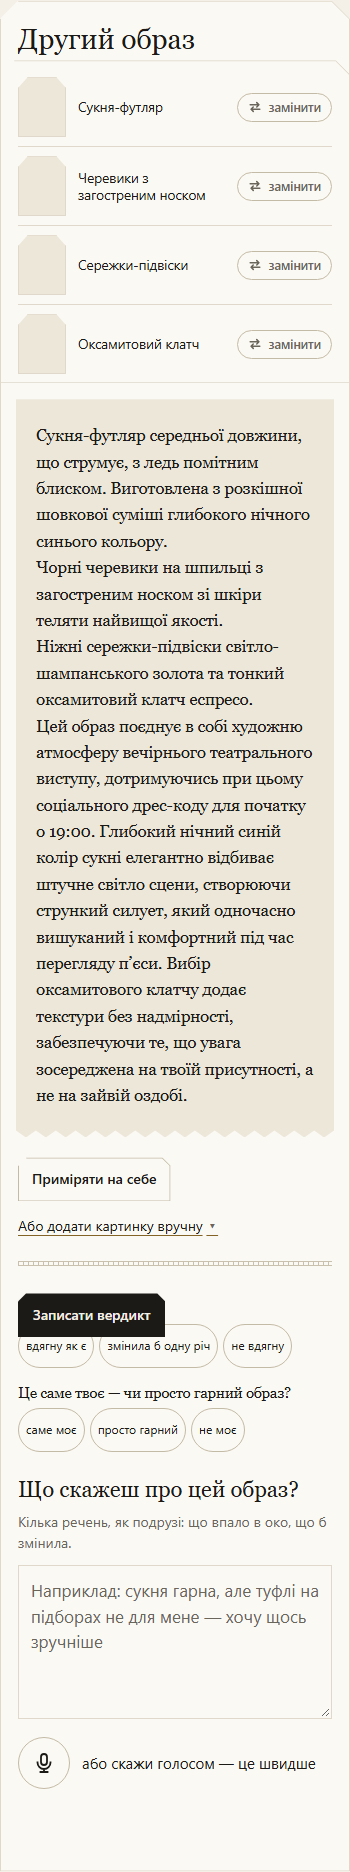 Другий образ
Сукня-футляр
замінити
Черевики з
загостреним носком
замінити
Сережки-підвіски
замінити
Оксамитовий клатч
замінити
Сукня-футляр середньої довжини,
що струмує, з ледь помітним
блиском. Виготовлена з розкішної
шовкової суміші глибокого нічного
синього кольору.
Чорні черевики на шпильці з
загостреним носком зі шкіри
теляти найвищої якості.
Ніжні сережки-підвіски світло-
шампанського золота та тонкий
оксамитовий клатч еспресо.
Цей образ поєднує в собі художню
атмосферу вечірнього театрального
виступу, дотримуючись при цьому
соціального дрес-коду для початку
о 19:00. Глибокий нічний синій
колір сукні елегантно відбиває
штучне світло сцени, створюючи
стрункий силует, який одночасно
вишуканий і комфортний під час
перегляду п’єси. Вибір
оксамитового клатчу додає
текстури без надмірності,
забезпечуючи те, що увага
зосереджена на твоїй присутності, а
не на зайвій оздобі.
Приміряти на себе
Або додати картинку вручну
Записати вердикт
вдягну як є
змінила б одну річ
не вдягну
Це саме твоє — чи просто гарний образ?
саме моє
просто гарний
не моє
Що скажеш про цей образ?
Кілька речень, як подрузі: що впало в око, що б
змінила.
Наприклад: сукня гарна, але туфлі на
підборах не для мене — хочу щось
зручніше
або скажи голосом — це швидше